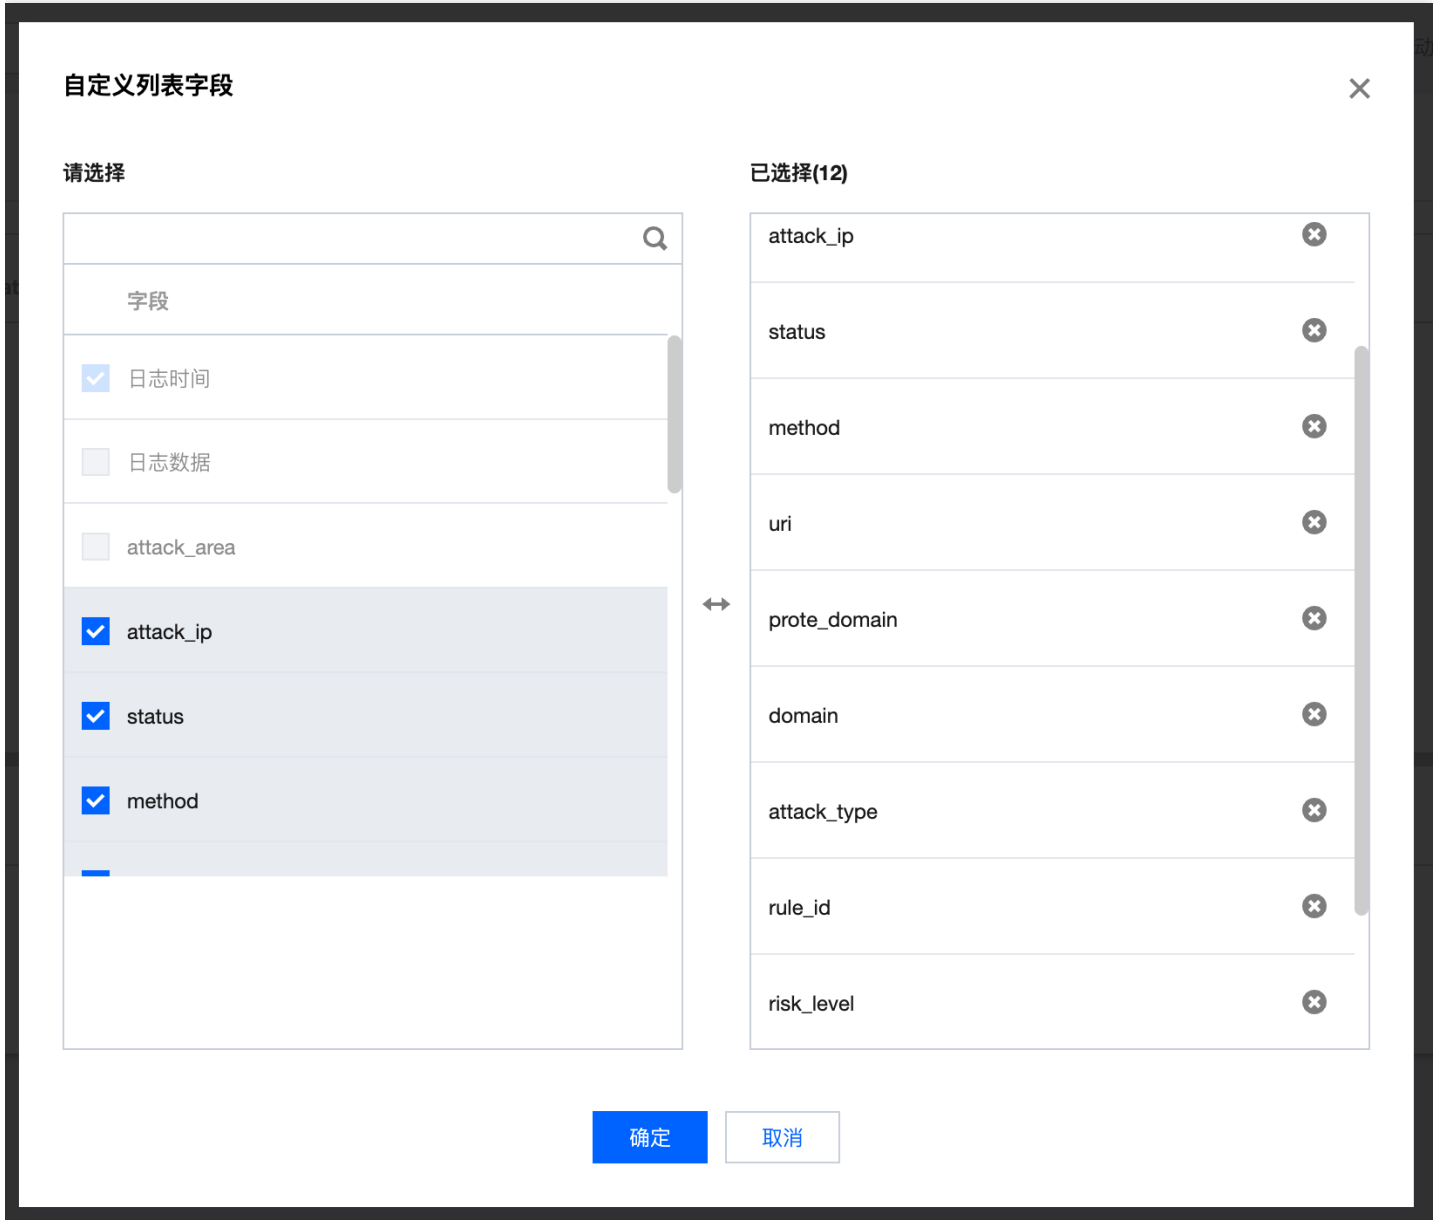 自定义列表字段
请选择
已选择(12)
字段
日志时间
日志数据
attack_area
attack_ip
status
method
attack_ip
status
method
uri
prote_domain
domain
attack_type
rule_id
risk_level
确定
取消